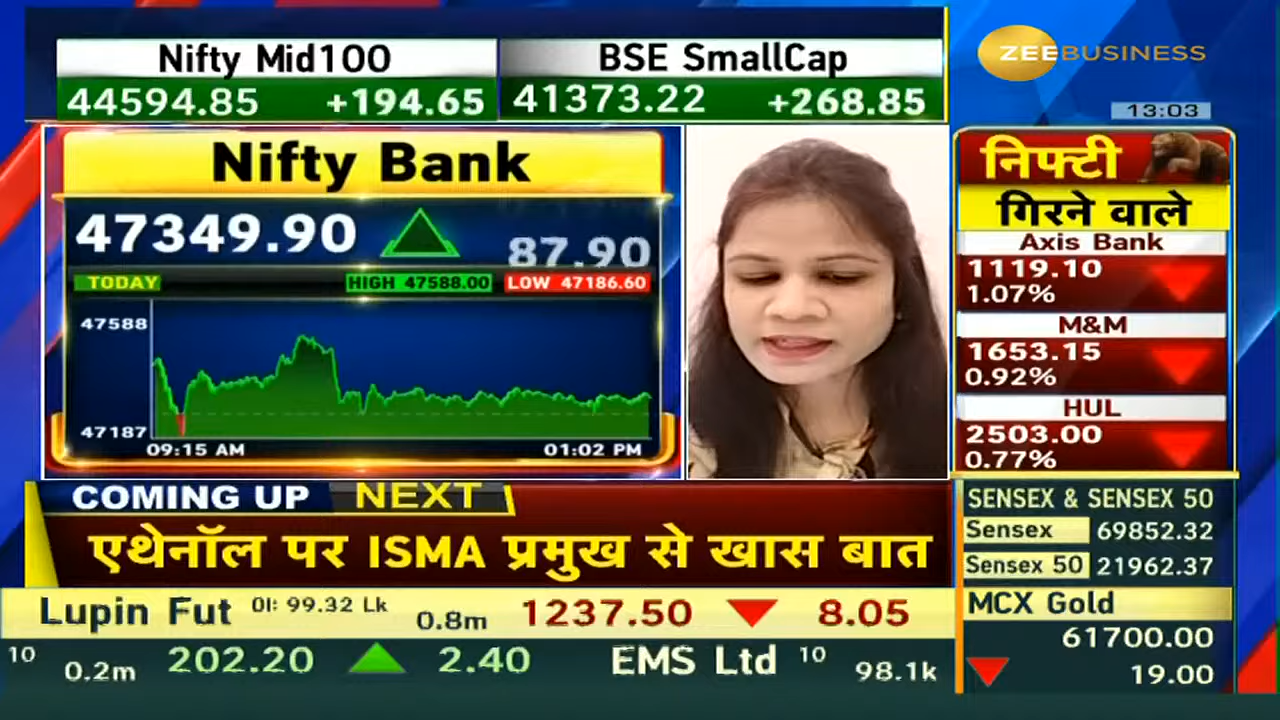 Nifty Mid100
44594.85 +194.65
BSE SmallCap
41373.22 +268.85
ZEEBUSINESS
13:03
Nifty Bank
47349.90 87.90
TODAY HIGH 47588.00 LOW 47186.60
47588
47187
09:15 AM 01:02 PM
निफ्टी
गिरने वाले
Axis Bank
1119.10
1.07%
M&M
1653.15
0.92%
HUL
2503.00
0.77%
COMING UP NEXT
एथेनॉल पर ISMA प्रमुख से खास बात
SENSEX & SENSEX 50
Sensex 69852.32
Sensex 50 21962.37
MCX Gold
61700.00
19.00
Lupin Fut OI: 99.32 Lk 0.8m 1237.50 8.05
10 0.2m 202.20 2.40 EMS Ltd 10 98.1k